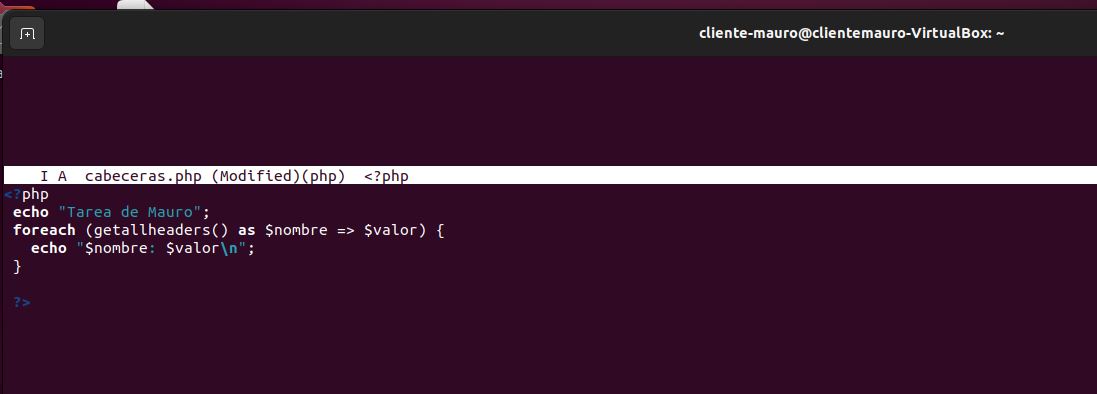 cliente-mauro@clientemauro-VirtualBox: ~
I A cabeceras.php (Modified)(php) <?php
<?php
echo "Tarea de Mauro";
foreach (getallheaders() as $nombre => $valor) {
echo "$nombre: $valor\n";
}
?>